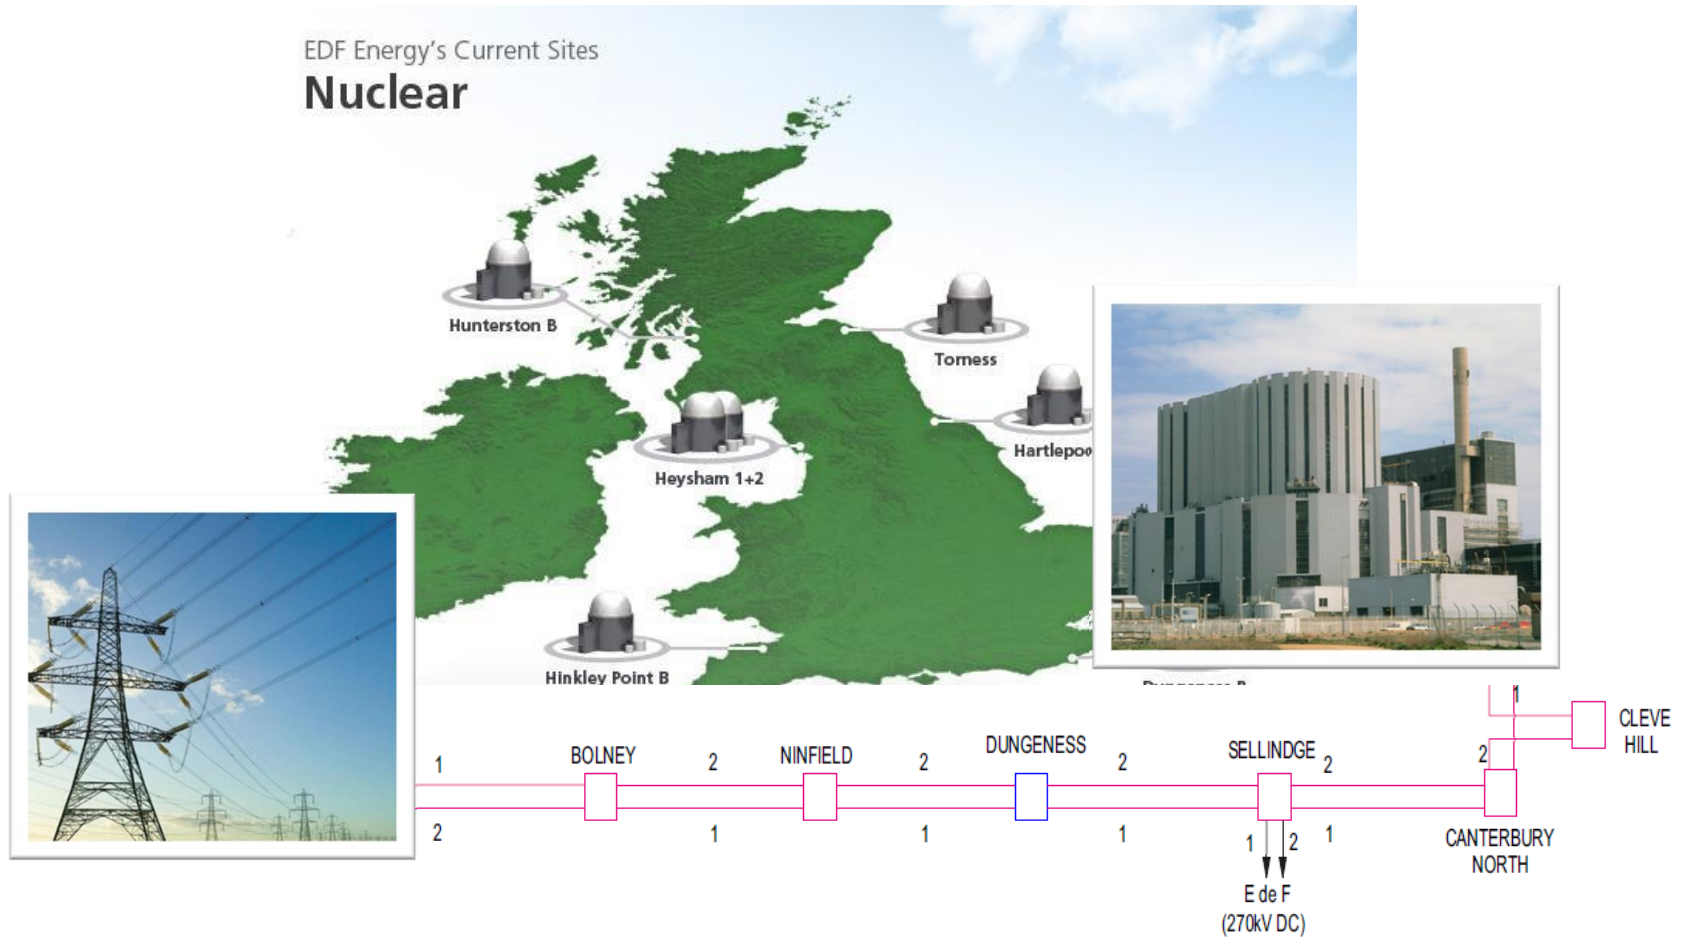 EDF Energy's Current Sites
Nuclear
Hunterston B
Torness
Hartlepoo
Heysham 1+2
Hinkley Point B
1
CLEVE
HILL
BOLNEY
NINFIELD
DUNGENESS
SELLINDGE
1
2
2
2
2
2
2
1
1
1
1
1
2
CANTERBURY
NORTH
E de F
(270kV DC)